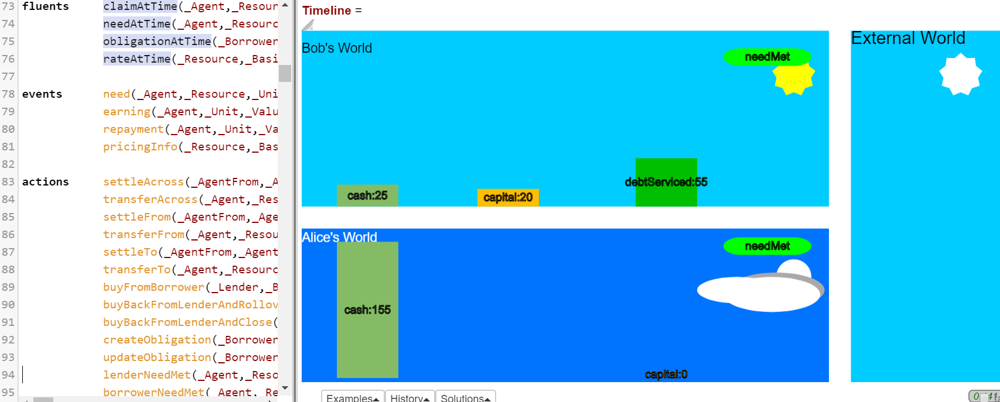 73 fluents claimAtTime(_Agent,_Resour
74 needAtTime(_Agent,_Resourc
75 obligationAtTime(_Borrower
76 rateAtTime(_Resource,_Basi
77
78 events need(_Agent,_Resource,_Uni
79 earning(_Agent,_Unit,_Valu
80 repayment(_Agent,_Unit,_Va
81 pricingInfo(_Resource,_Bas
82
83 actions settleAcross(_AgentFrom,_A
84 transferAcross(_Agent,_Res
85 settleFrom(_AgentFrom,_Age
86 transferFrom(_Agent,_Resou
87 settleTo(_AgentFrom,_Agent
88 transferTo(_Agent,_Resourc
89 buyFromBorrower(_Lender,_B
90 buyBackFromLenderAndRollov
91 buyBackFromLenderAndClose(
92 createObligation(_Borrower
93 updateObligation(_Borrower
94 lenderNeedMet(_Agent,_Reso
95 borrowerNeedMet(_Agent,_Re
Timeline =
Bob's World
needMet
debtServiced:55
cash:25
capital:20
Alice's World
needMet
cash:155
capital:0
External World
Examples History Solutions